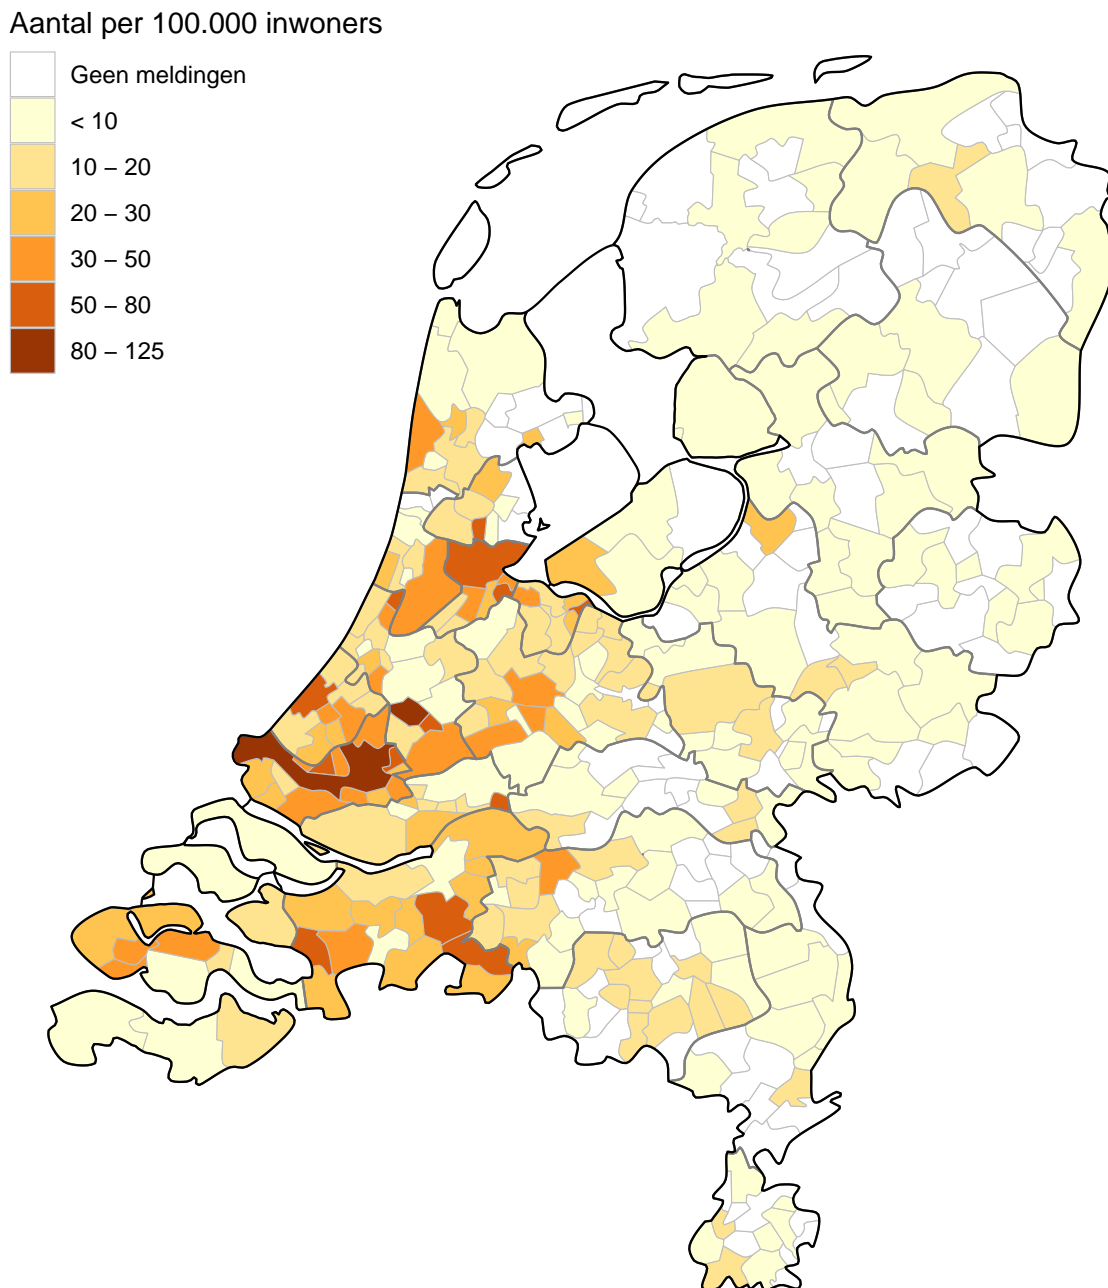 Aantal per 100.000 inwoners
Geen meldingen
< 10
10 – 20
20 – 30
30 – 50
50 – 80
80 – 125